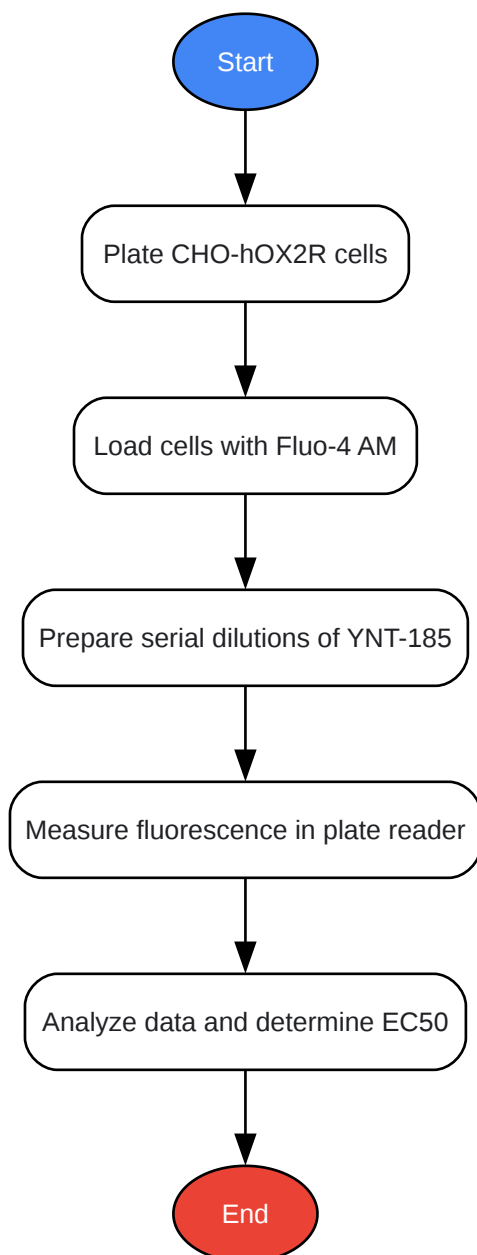 Start
Plate CHO-hOX2R cells
Load cells with Fluo-4 AM
Prepare serial dilutions of YNT-185
Measure fluorescence in plate reader
Analyze data and determine EC50
End